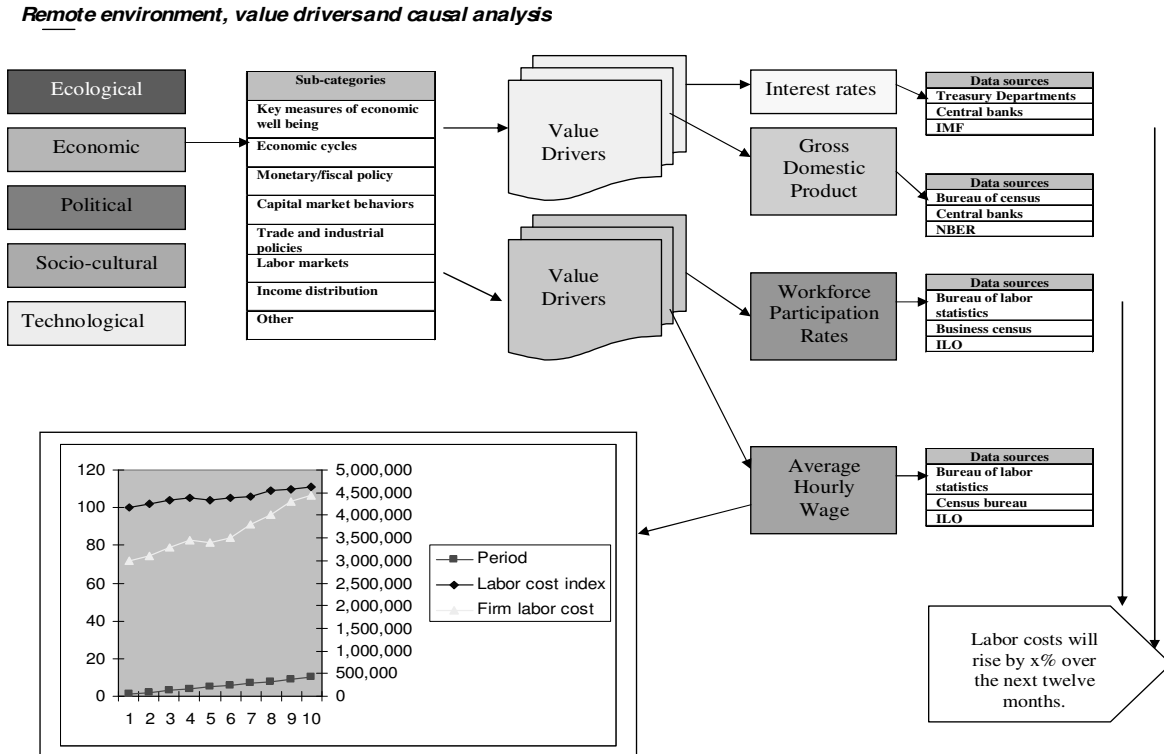 Remote environment, value driversand causal analysis
Ecological
Economic
Political
Socio-cultural
Technological
Sub-categories
Key measures of economic
well being
Economic cycles
Monetary/fiscal policy
Capital market behaviors
Trade and industrial
policies
Labor markets
Income distribution
Other
Value
Drivers
Value
Drivers
Interest rates
Gross
Domestic
Product
Workforce
Participation
Rates
Average
Hourly
Wage
Data sources
Treasury Departments
Central banks
IMF
Data sources
Bureau of census
Central banks
NBER
Data sources
Bureau of labor
statistics
Business census
ILO
Data sources
Bureau of labor
statistics
Census bureau
ILO
120
100
80
60
40
20
0
5,000,000
4,500,000
4,000,000
3,500,000
3,000,000
2,500,000
2,000,000
1,500,000
1,000,000
500,000
0
1 2 3 4 5 6 7 8 9 10
Period
Labor cost index
Firm labor cost
Labor costs will
rise by x% over
the next twelve
months.